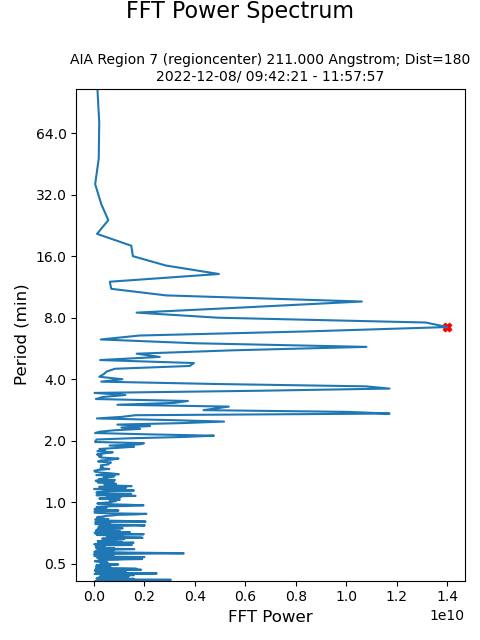 FFT Power Spectrum
AIA Region 7 (regioncenter) 211.000 Angstrom; Dist=180
2022-12-08/ 09:42:21 - 11:57:57
64.0
32.0
16.0
8.0
4.0
2.0
1.0
0.5
Period (min)
0.0 0.2 0.4 0.6 0.8 1.0 1.2 1.4
1e10
FFT Power